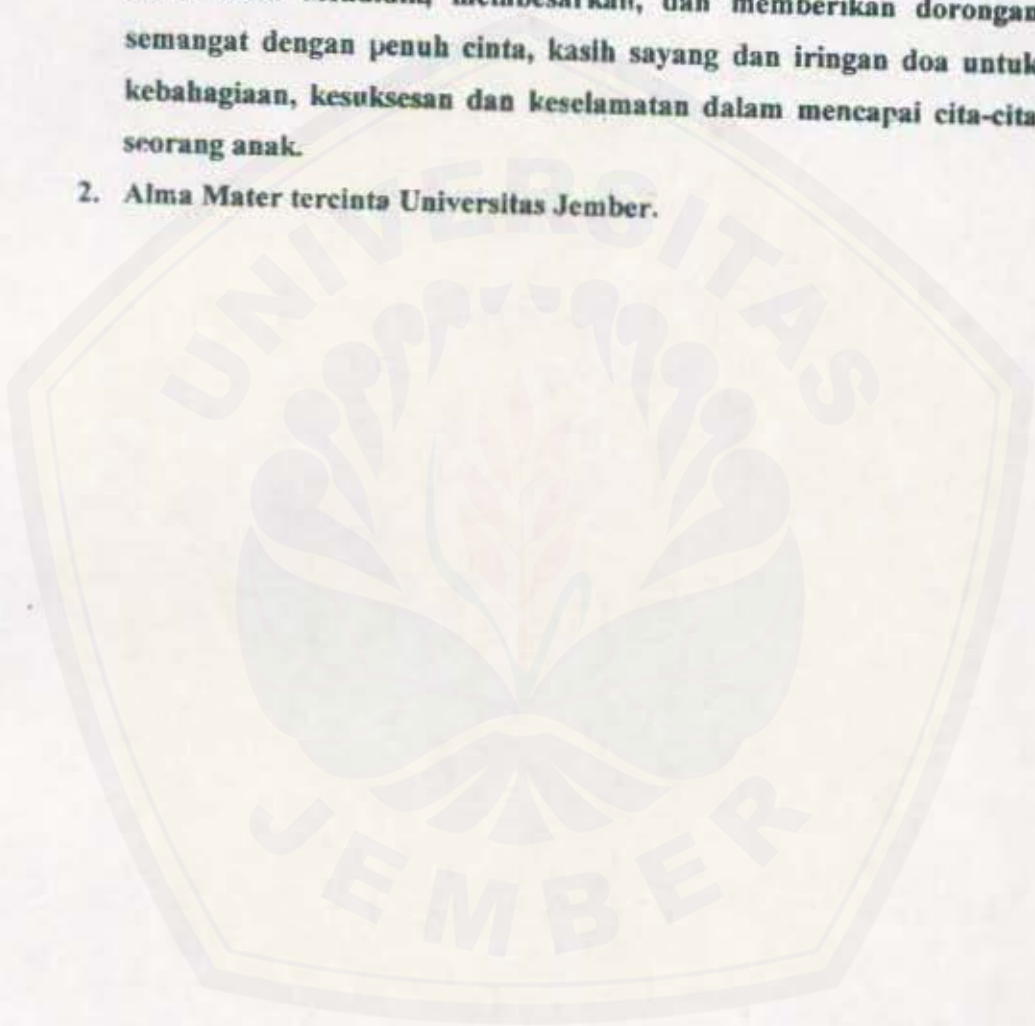 membesarkan, dan memberikan dorongan
semangat dengan penuh cinta, kasih sayang dan iringan doa untuk
kebahagiaan, kesuksesan dan keselamatan dalam mencapai cita-cita
seorang anak.
2. Alma Mater tercinta Universitas Jember.
UNIVERSITAS
JEMBER